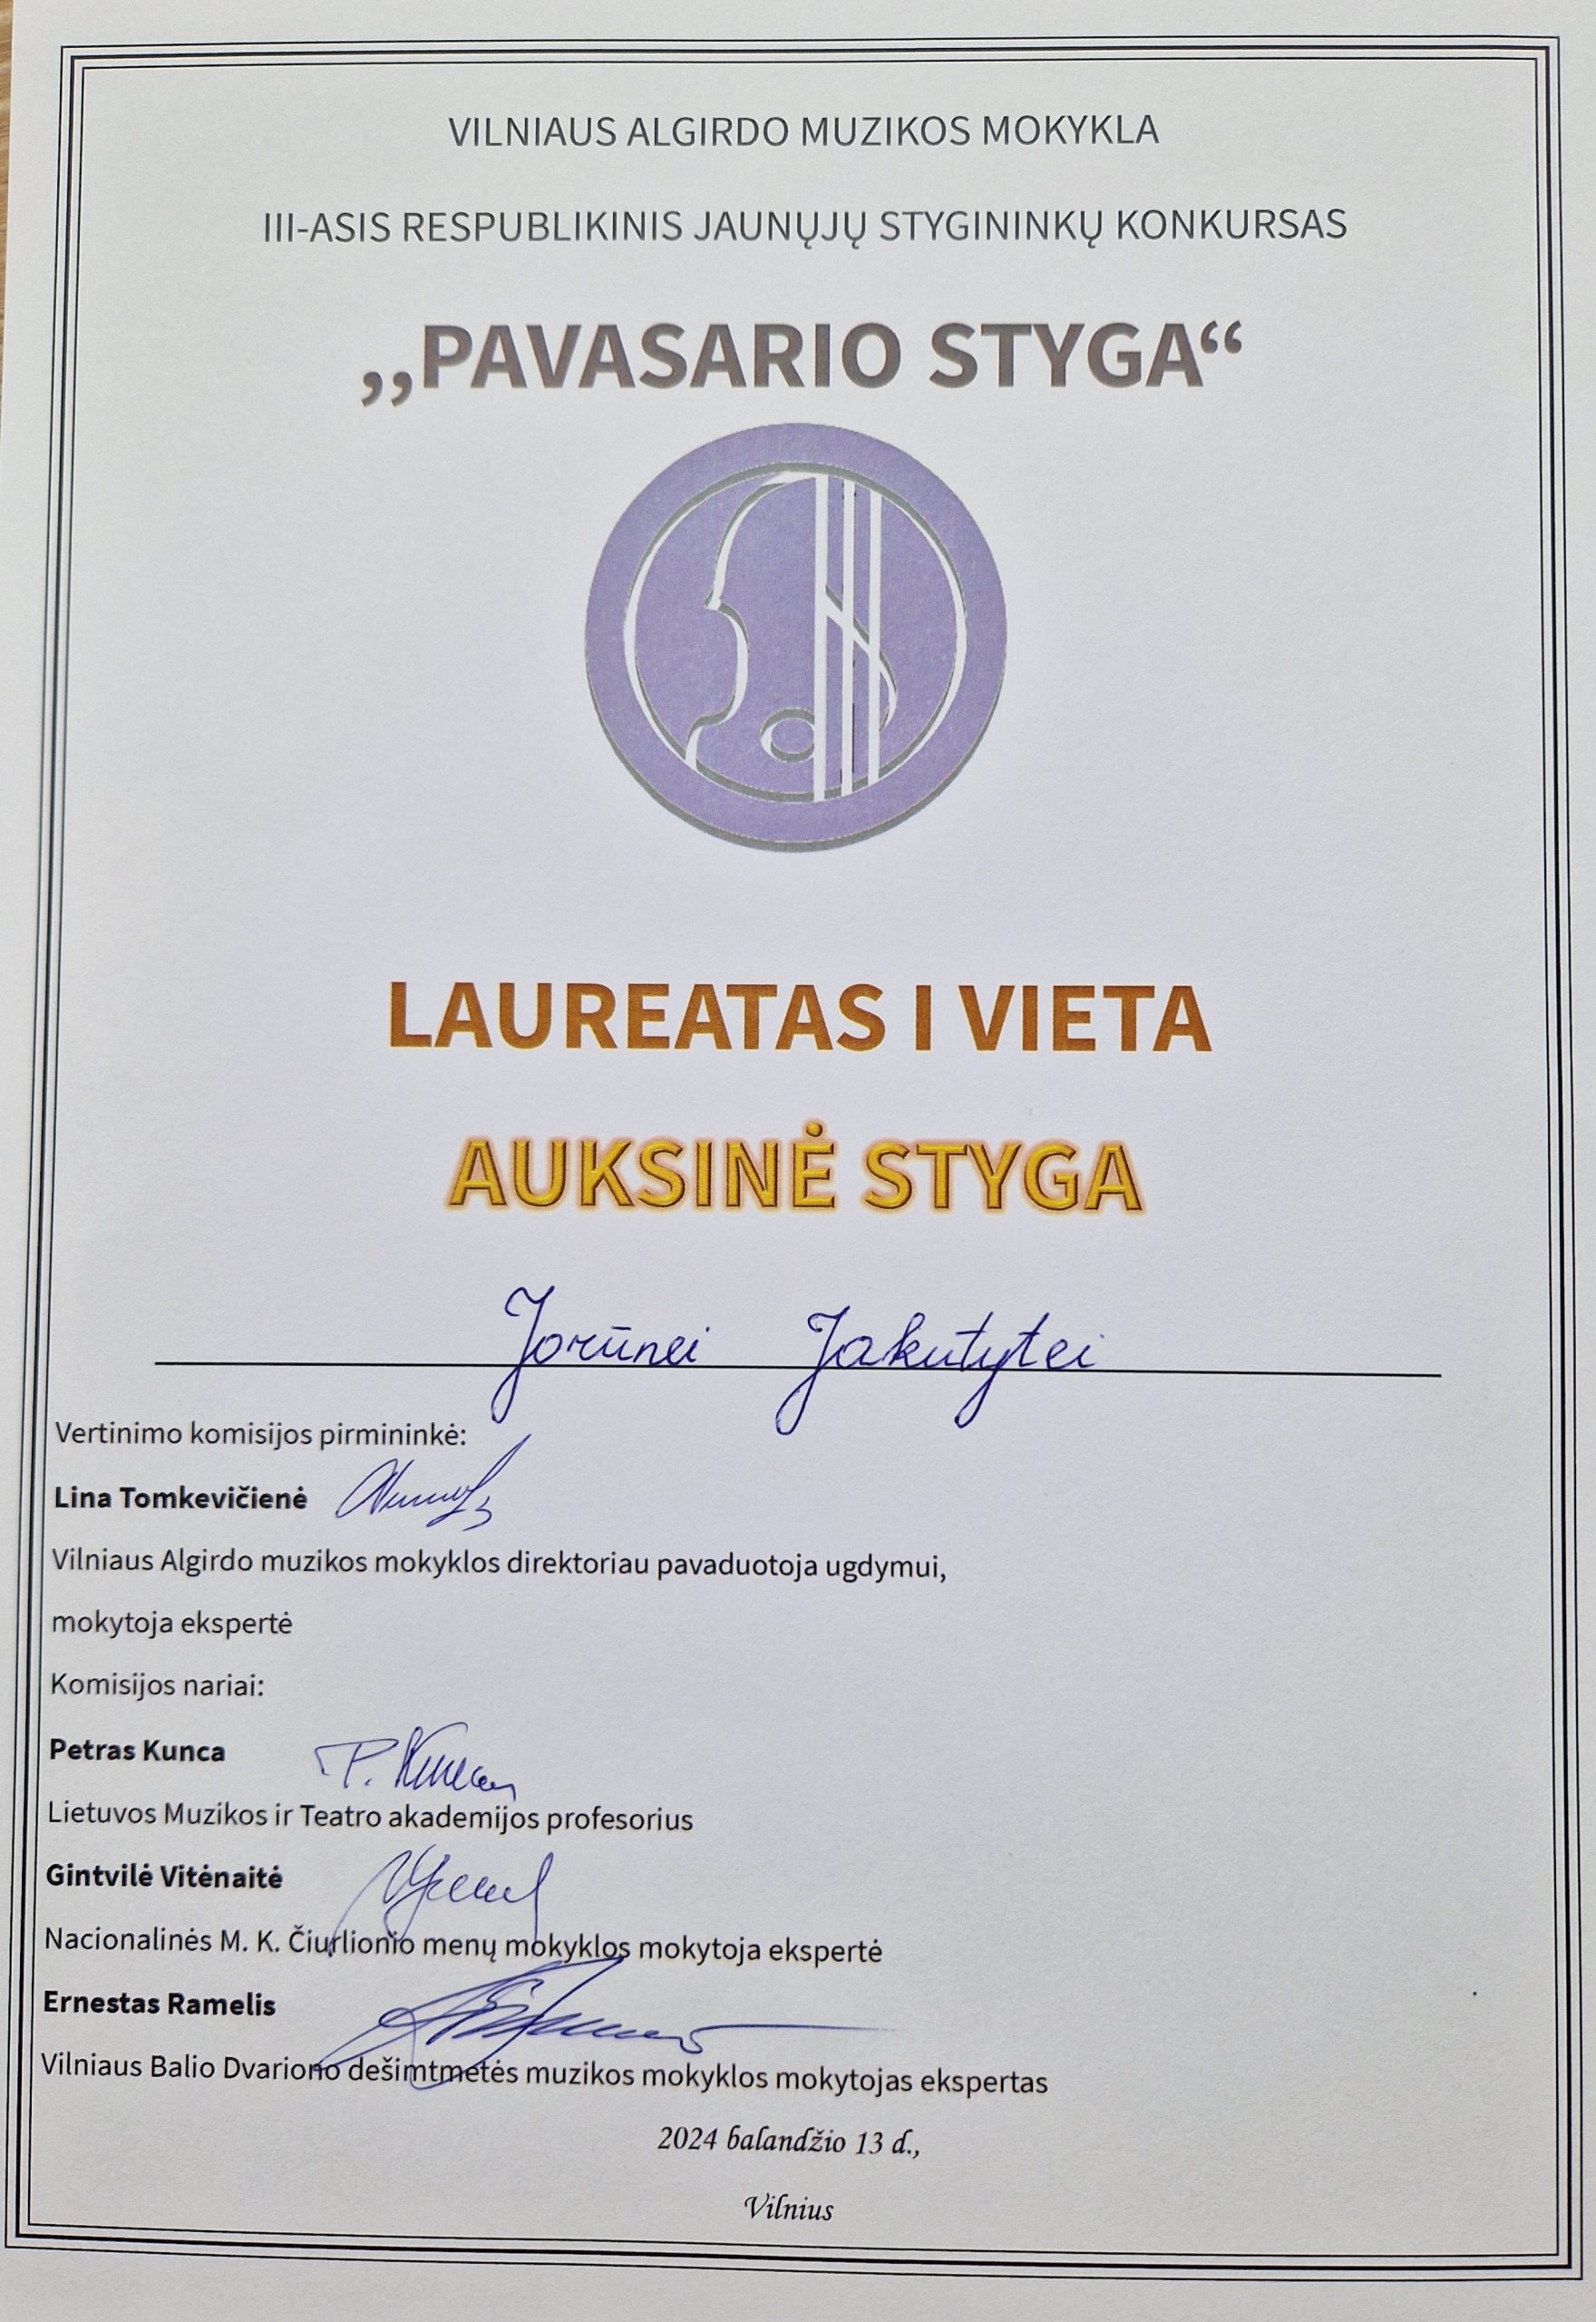 VILNIAUS ALGIRDO MUZIKOS MOKYKLA
III-ASIS RESPUBLIKINIS JAUNŲJŲ STYGININKŲ KONKURSAS
„PAVASARIO STYGA“
LAUREATAS I VIETA
AUKSINĖ STYGA
Jorūnei Jakutytei
Vertinimo komisijos pirmininkė:
Lina Tomkevičienė
Vilniaus Algirdo muzikos mokyklos direktoriau pavaduotoja ugdymui,
mokytoja ekspertė
Komisijos nariai:
Petras Kunca P. Kunca
Lietuvos Muzikos ir Teatro akademijos profesorius
Gintvilė Vitėnaitė
Nacionalinės M. K. Čiurlionio menų mokyklos mokytoja ekspertė
Ernestas Ramelis
Vilniaus Balio Dvariono dešimtmetės muzikos mokyklos mokytojas ekspertas
2024 balandžio 13 d.,
Vilnius